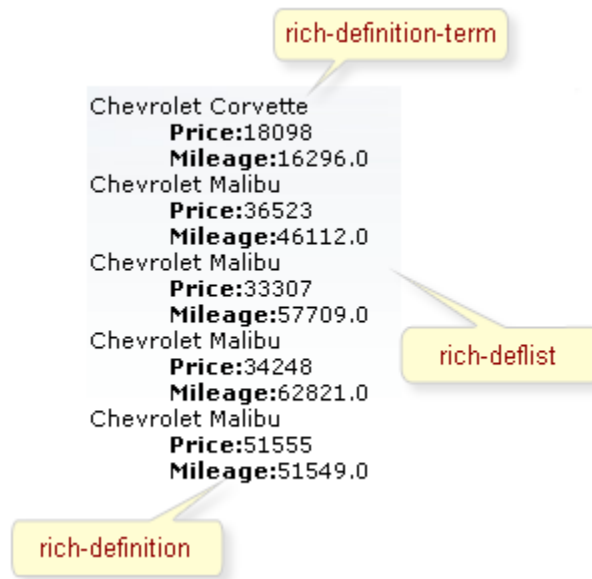 rich-definition-term
Chevrolet Corvette
Price:18098
Mileage:16296.0
Chevrolet Malibu
Price:36523
Mileage:46112.0
Chevrolet Malibu
Price:33307
Mileage:57709.0
Chevrolet Malibu
Price:34248
Mileage:62821.0
Chevrolet Malibu
Price:51555
Mileage:51549.0
rich-deflist
rich-definition